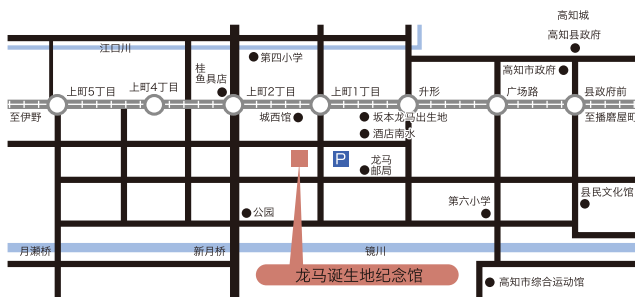 高知城
高知县政府
江口川
第四小学
桂
鱼具店
高知市政府
上町5丁目
上町4丁目
上町2丁目
上町1丁目
升形
广场路
县政府前
至伊野
城西馆
坂本龙马出生地
至播磨屋町
酒店南水
P
龙马
邮局
县民文化馆
第六小学
公园
月瀬桥
新月桥
镜川
龙马诞生地纪念馆
高知市综合运动馆